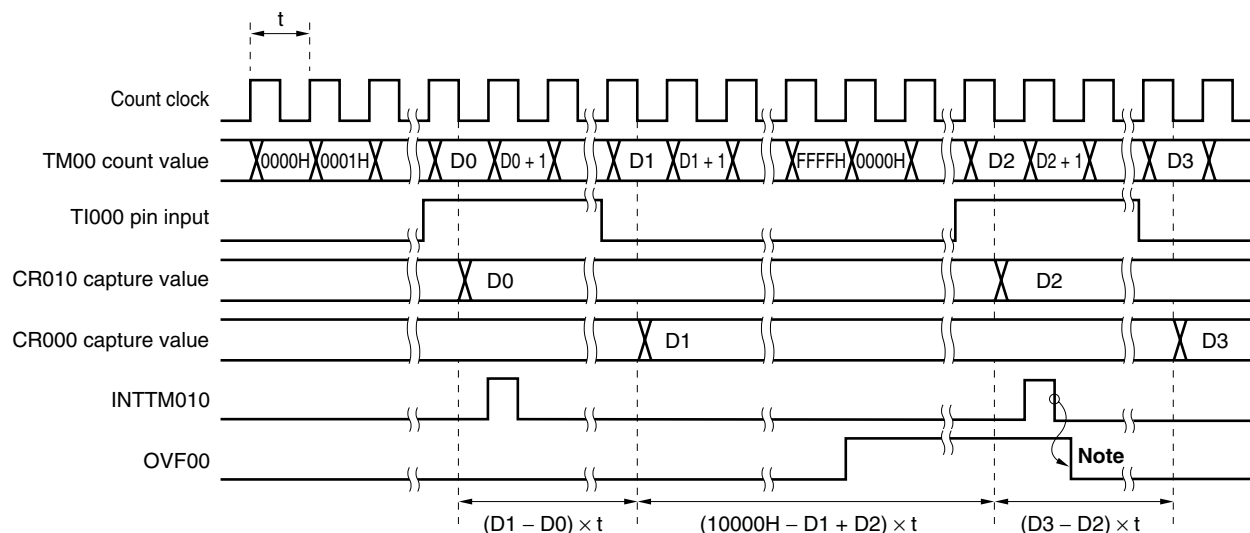 t
Count clock
TM00 count value 0000H 0001H D0 D0 + 1 D1 D1 + 1 FFFFH 0000H D2 D2 + 1 D3
TI000 pin input
CR010 capture value D0 D2
CR000 capture value D1 D3
INTTM010
OVF00 Note
(D1 − D0) × t (10000H − D1 + D2) × t (D3 − D2) × t